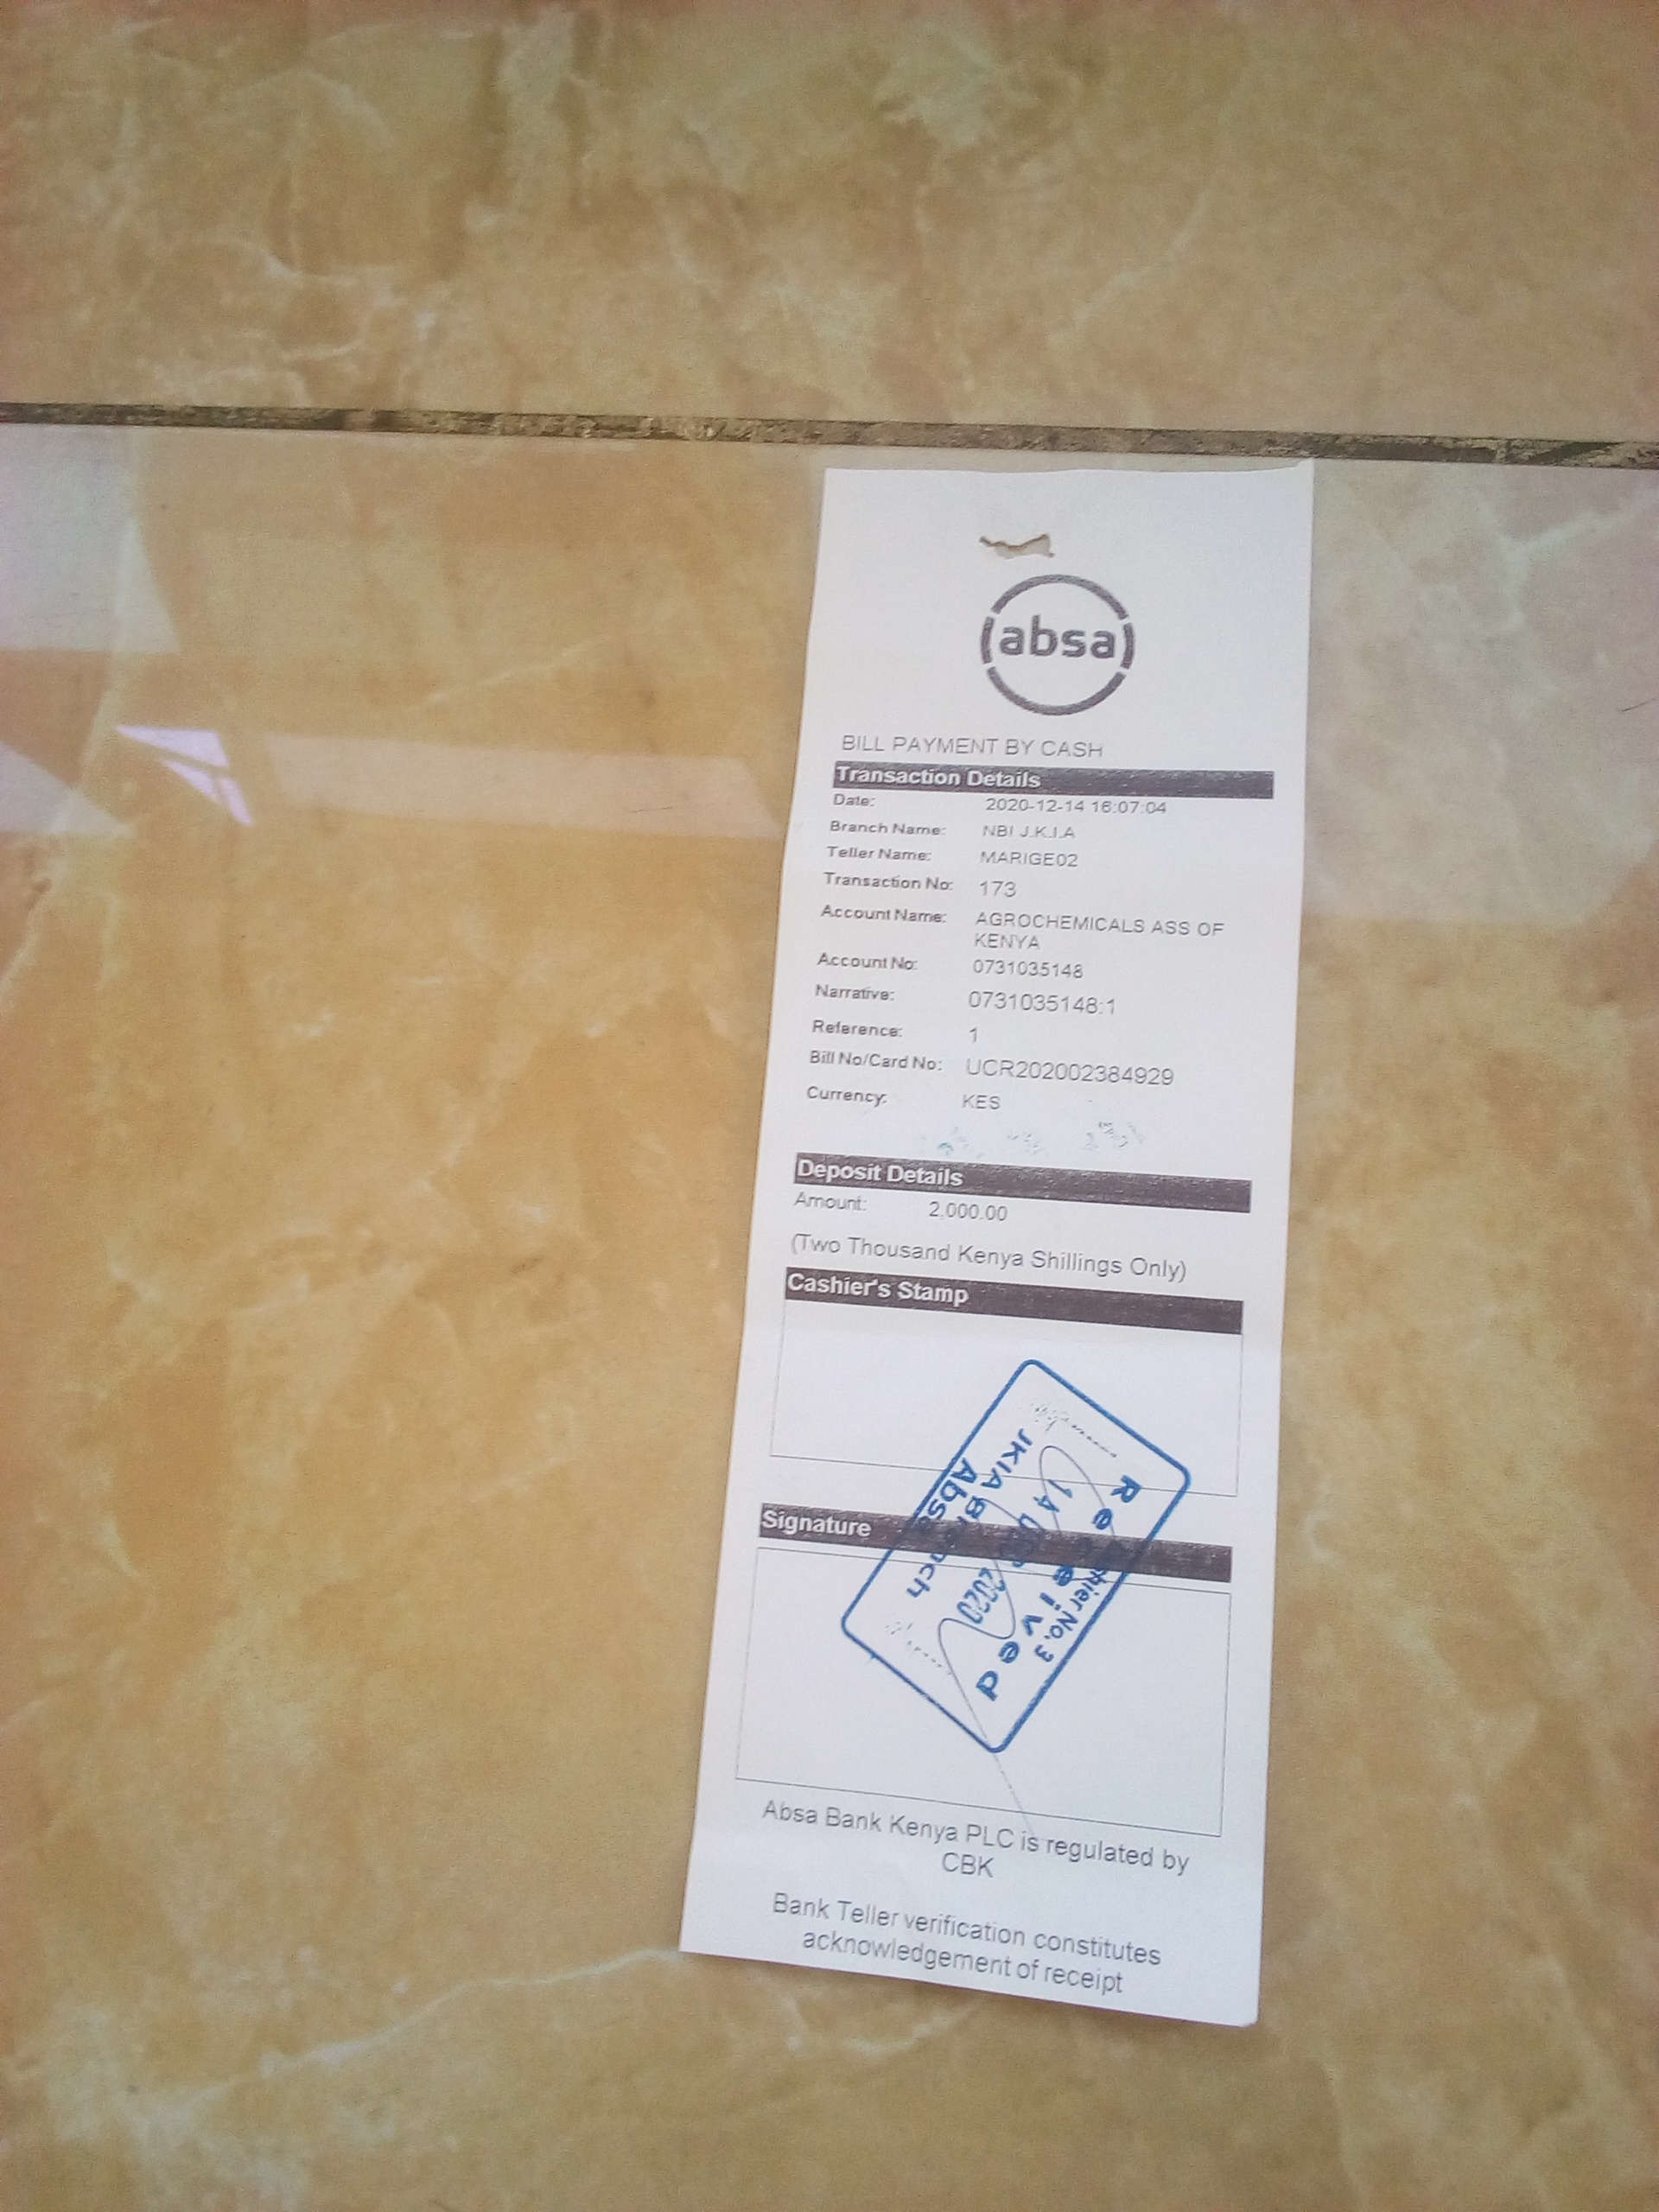 absa
BILL PAYMENT BY CASH
Transaction Details
Date: 2020-12-14 16:07:04
Branch Name: NBI J.K.I.A
Teller Name: MARIGE02
Transaction No: 173
Account Name: AGROCHEMICALS ASS OF
KENYA
Account No: 0731035148
Narrative: 0731035148:1
Reference: 1
Bill No/Card No: UCR202002384929
Currency: KES
Deposit Details
Amount: 2,000.00
(Two Thousand Kenya Shillings Only)
Cashier's Stamp
Signature
Absa
JKIA Branch
14 DEC 2020
Received
Cashier No. 3
Absa Bank Kenya PLC is regulated by
CBK
Bank Teller verification constitutes
acknowledgement of receipt